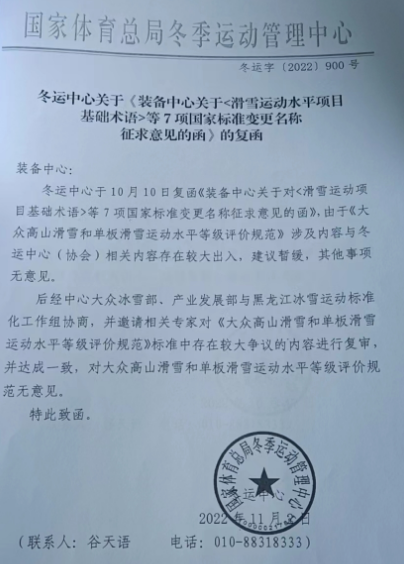 国家体育总局冬季运动管理中心
冬运字〔2022〕900号
冬运中心关于《装备中心关于<滑雪运动水平项目
基础术语>等7项国家标准变更名称
征求意见的函》的复函
装备中心：
冬运中心于10月10日复函《装备中心关于对<滑雪运动项
目基础术语>等7项国家标准变更名称征求意见的函》，由于《大
众高山滑雪和单板滑雪运动水平等级评价规范》涉及内容与冬
运中心（协会）相关内容存在较大出入，建议暂缓，其他事项
无意见。
后经中心大众冰雪部、产业发展部与黑龙江冰雪运动标准
化工作组协商，并邀请相关专家对《大众高山滑雪和单板滑雪
运动水平等级评价规范》标准中存在较大争议的内容进行复审，
并达成一致，对大众高山滑雪和单板滑雪运动水平等级评价规
范无意见。
特此致函。
国家体育总局冬季运动管理中心
运中心
2022年11月 日
（联系人：谷天语 电话：010-88318333）